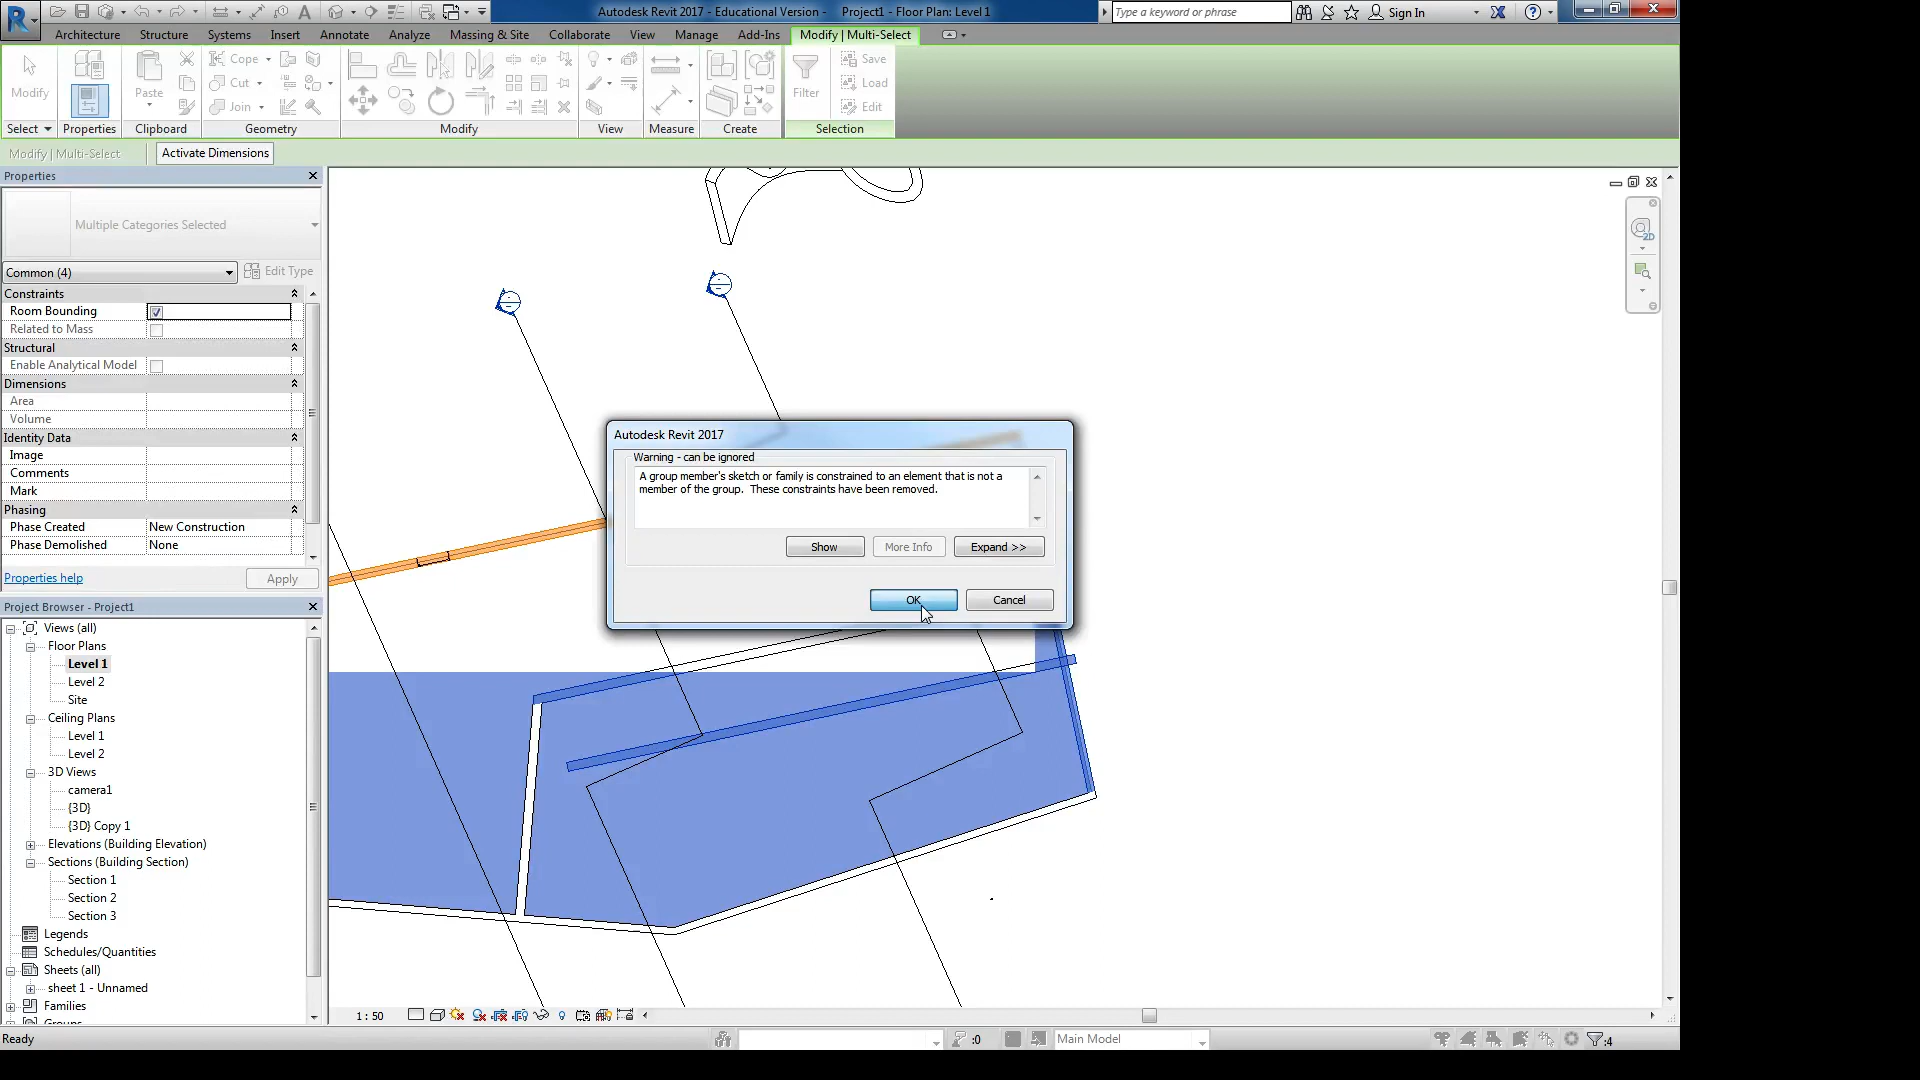 Autodesk Revit 2017 - Educational Version - Project1 - Floor Plan: Level 1
Type a keyword or phrase
Sign In
Architecture Structure Systems Insert Annotate Analyze Massing & Site Collaborate View Manage Add-Ins Modify | Multi-Select
Modify
Paste
Cope
Cut
Join
Filter
Save
Load
Edit
Select Properties Clipboard Geometry Modify View Measure Create Selection
Modify | Multi-Select Activate Dimensions
Properties
Multiple Categories Selected
Common (4) Edit Type
Constraints
Room Bounding
Related to Mass
Structural
Enable Analytical Model
Dimensions
Area
Volume
Identity Data
Image
Comments
Mark
Phasing
Phase Created New Construction
Phase Demolished None
Properties help Apply
Project Browser - Project1
Views (all)
Floor Plans
Level 1
Level 2
Site
Ceiling Plans
Level 1
Level 2
3D Views
camera1
{3D}
{3D} Copy 1
Elevations (Building Elevation)
Sections (Building Section)
Section 1
Section 2
Section 3
Legends
Schedules/Quantities
Sheets (all)
sheet 1 - Unnamed
Families
Groups
2D
Autodesk Revit 2017
Warning - can be ignored
A group member's sketch or family is constrained to an element that is not a
member of the group. These constraints have been removed.
Show More Info Expand >>
OK Cancel
1 : 50
Ready
:0
Main Model
:4